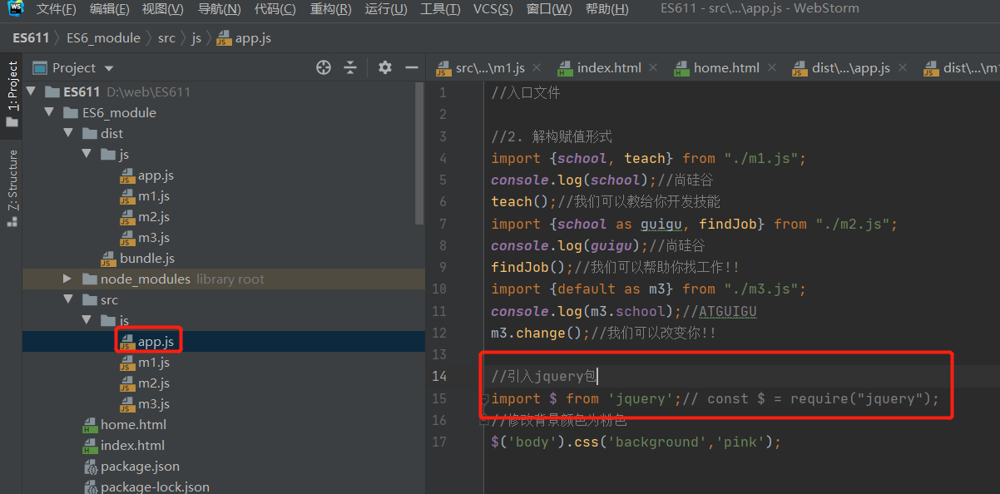 WS 文件(F) 编辑(E) 视图(V) 导航(N) 代码(C) 重构(R) 运行(U) 工具(T) VCS(S) 窗口(W) 帮助(H) ES611 - src\...\app.js - WebStorm
ES611 ES6_module src js app.js
1: Project
7: Structure
Project
ES611 D:\web\ES611
ES6_module
dist
js
app.js
m1.js
m2.js
m3.js
bundle.js
node_modules library root
src
js
app.js
m1.js
m2.js
m3.js
home.html
index.html
package.json
package-lock.json
src\...\m1.js index.html home.html dist\...\app.js dist\...\m
1 //入口文件
2
3 //2. 解构赋值形式
4 import {school, teach} from "./m1.js";
5 console.log(school);//尚硅谷
6 teach();//我们可以教给你开发技能
7 import {school as guigu, findJob} from "./m2.js";
8 console.log(guigu);//尚硅谷
9 findJob();//我们可以帮助你找工作!!
10 import {default as m3} from "./m3.js";
11 console.log(m3.school);//ATGUIGU
12 m3.change();//我们可以改变你!!
13
14 //引入jquery包
15 import $ from 'jquery';// const $ = require("jquery");
16 //修改背景颜色为粉色
17 $('body').css('background','pink');